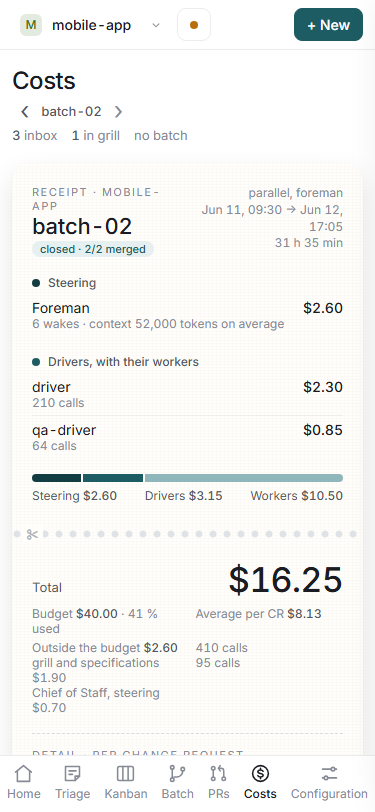 M mobile-app + New
Costs
batch-02
3 inbox 1 in grill no batch
RECEIPT · MOBILE-
APP
batch-02
closed · 2/2 merged
parallel, foreman
Jun 11, 09:30 → Jun 12,
17:05
31 h 35 min
Steering
Foreman $2.60
6 wakes · context 52,000 tokens on average
Drivers, with their workers
driver $2.30
210 calls
qa-driver $0.85
64 calls
Steering $2.60 Drivers $3.15 Workers $10.50
Total $16.25
Budget $40.00 · 41 %
used
Average per CR $8.13
Outside the budget $2.60
grill and specifications
$1.90
Chief of Staff, steering
$0.70
410 calls
95 calls
DETAIL · PER CHANGE REQUEST
Home Triage Kanban Batch PRs Costs Configuration